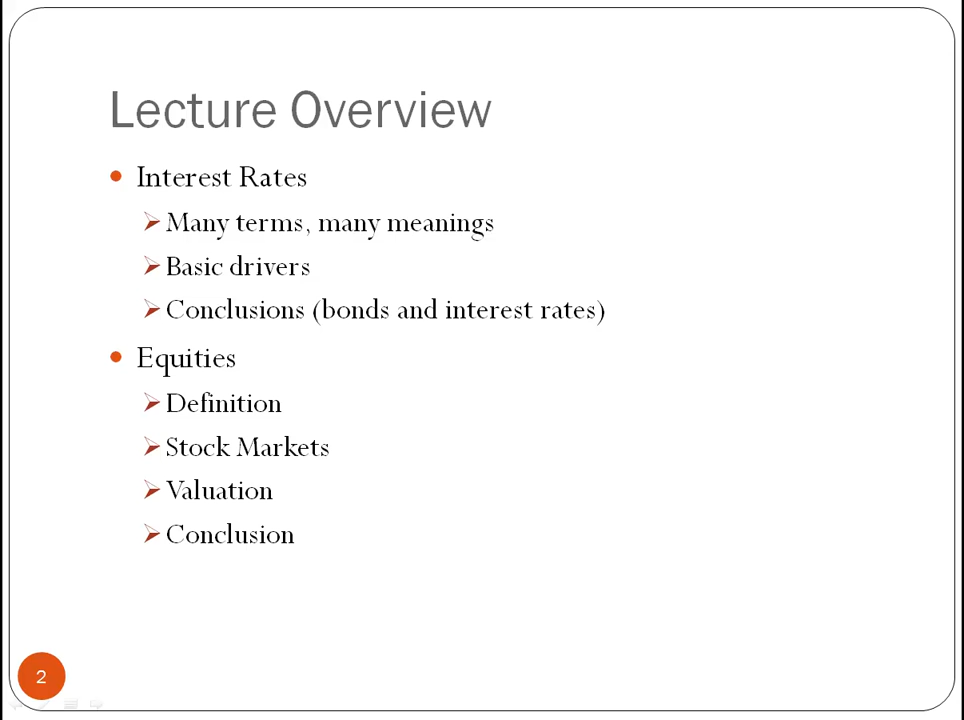 Lecture Overview
Interest Rates
Many terms, many meanings
Basic drivers
Conclusions (bonds and interest rates)
Equities
Definition
Stock Markets
Valuation
Conclusion
2